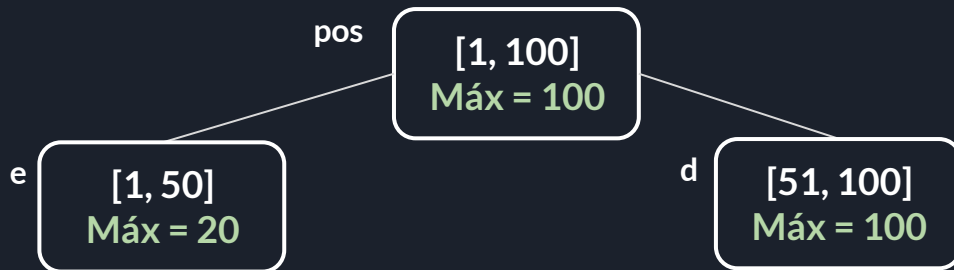 pos
[1, 100]
Máx = 100
e
[1, 50]
Máx = 20
d
[51, 100]
Máx = 100